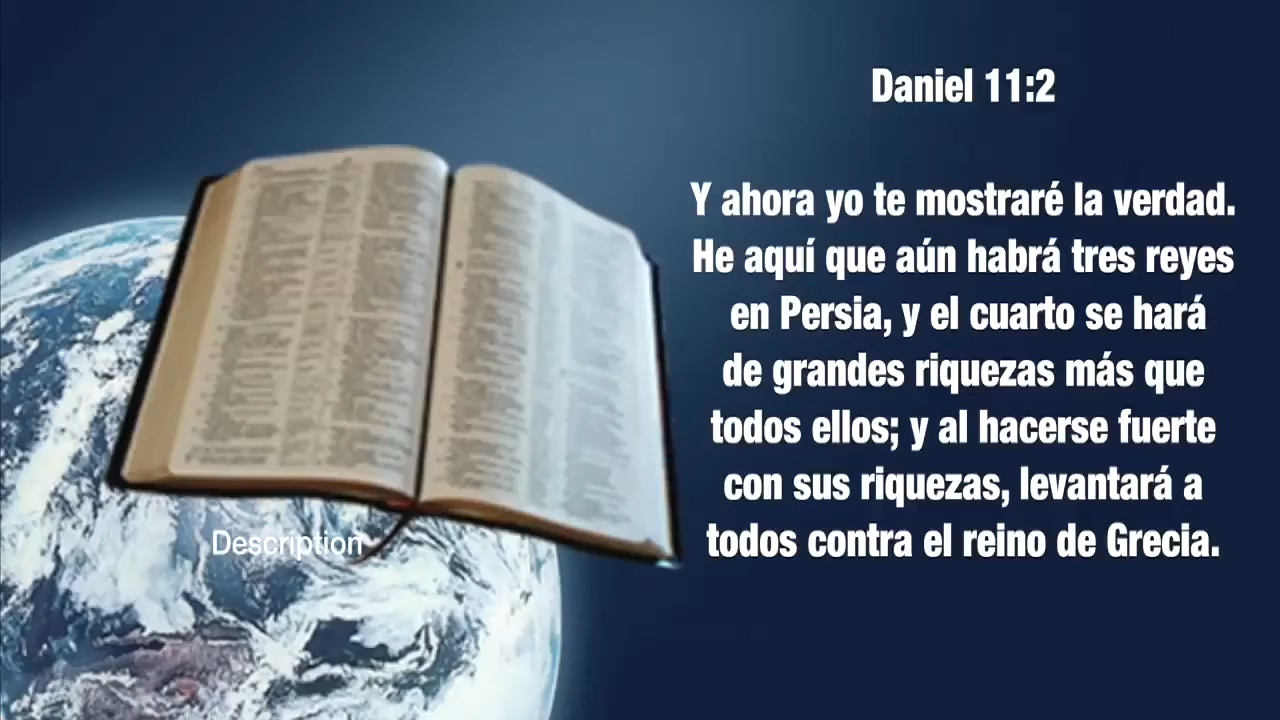 Daniel 11:2
Y ahora yo te mostraré la verdad.
He aquí que aún habrá tres reyes
en Persia, y el cuarto se hará
de grandes riquezas más que
todos ellos; y al hacerse fuerte
con sus riquezas, levantará a
todos contra el reino de Grecia.
Description